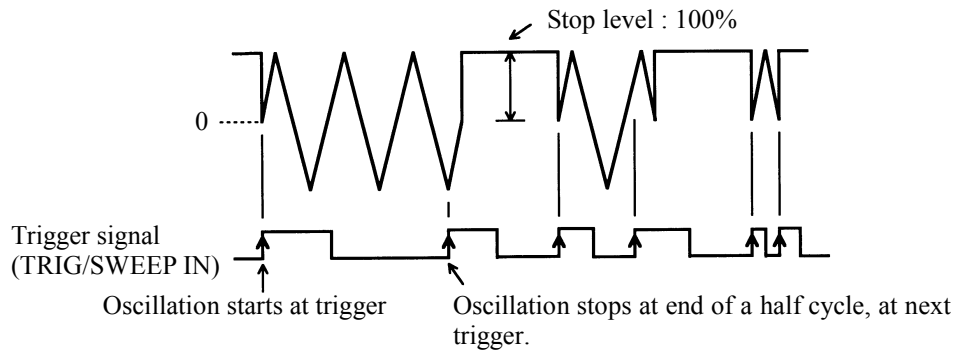 Stop level : 100%
0
Trigger signal
(TRIG/SWEEP IN)
Oscillation starts at trigger
Oscillation stops at end of a half cycle, at next
trigger.